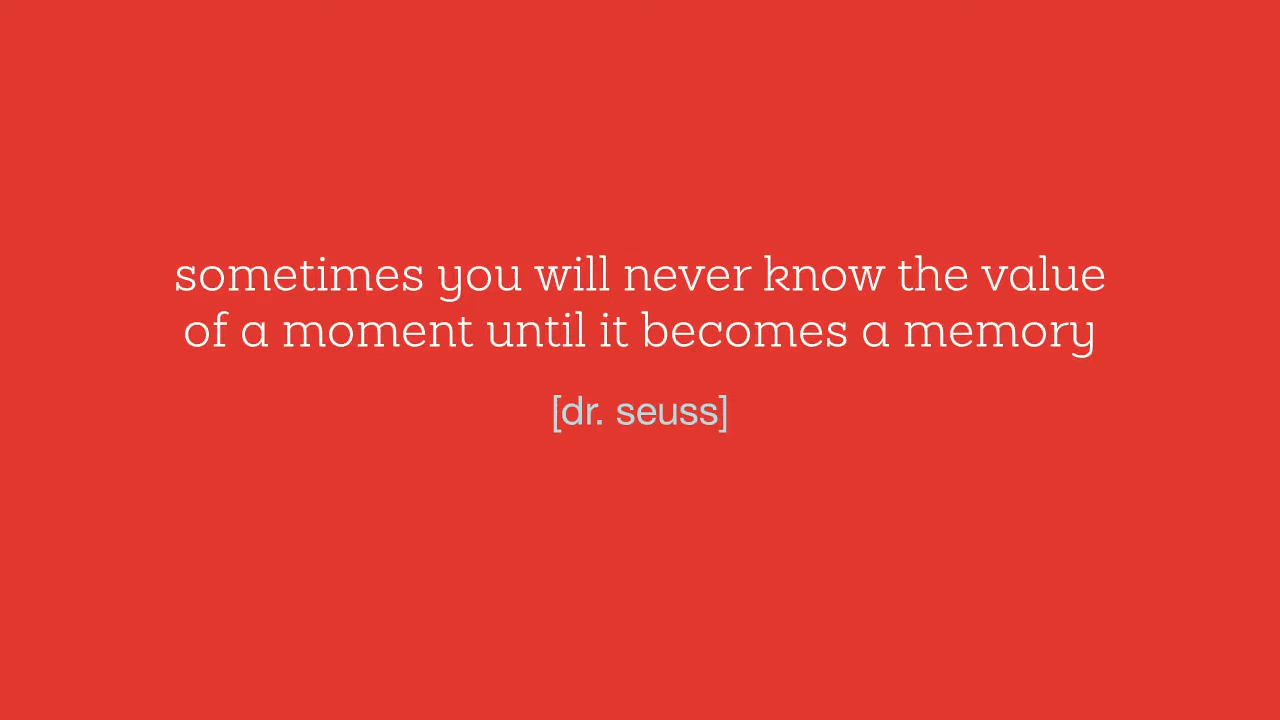 sometimes you will never know the value
of a moment until it becomes a memory
[dr. seuss]